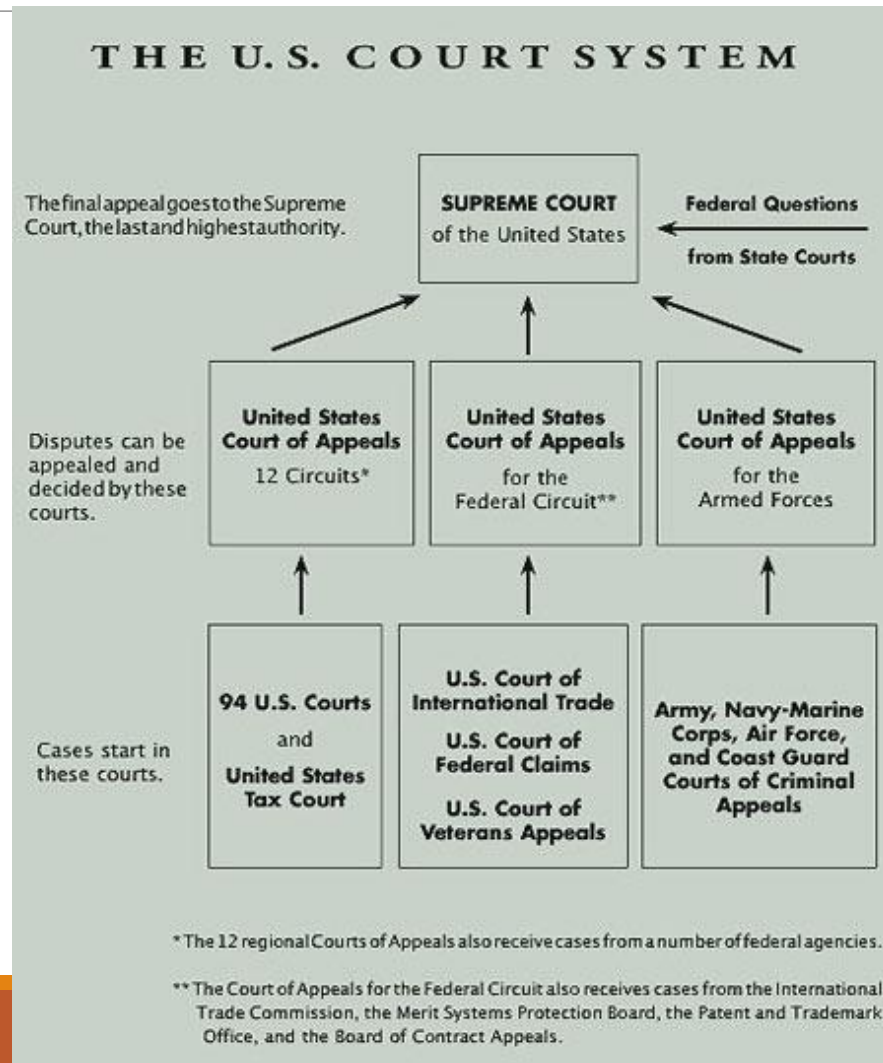 THE U.S. COURT SYSTEM
The final appeal goes to the Supreme
Court, the last and highest authority.
SUPREME COURT
of the United States
Federal Questions
from State Courts
Disputes can be
appealed and
decided by these
courts.
United States
Court of Appeals
12 Circuits*
United States
Court of Appeals
for the
Federal Circuit**
United States
Court of Appeals
for the
Armed Forces
Cases start in
these courts.
94 U.S. Courts
and
United States
Tax Court
U.S. Court of
International Trade
U.S. Court of
Federal Claims
U.S. Court of
Veterans Appeals
Army, Navy-Marine
Corps, Air Force,
and Coast Guard
Courts of Criminal
Appeals
* The 12 regional Courts of Appeals also receive cases from a number of federal agencies.
** The Court of Appeals for the Federal Circuit also receives cases from the International
Trade Commission, the Merit Systems Protection Board, the Patent and Trademark
Office, and the Board of Contract Appeals.